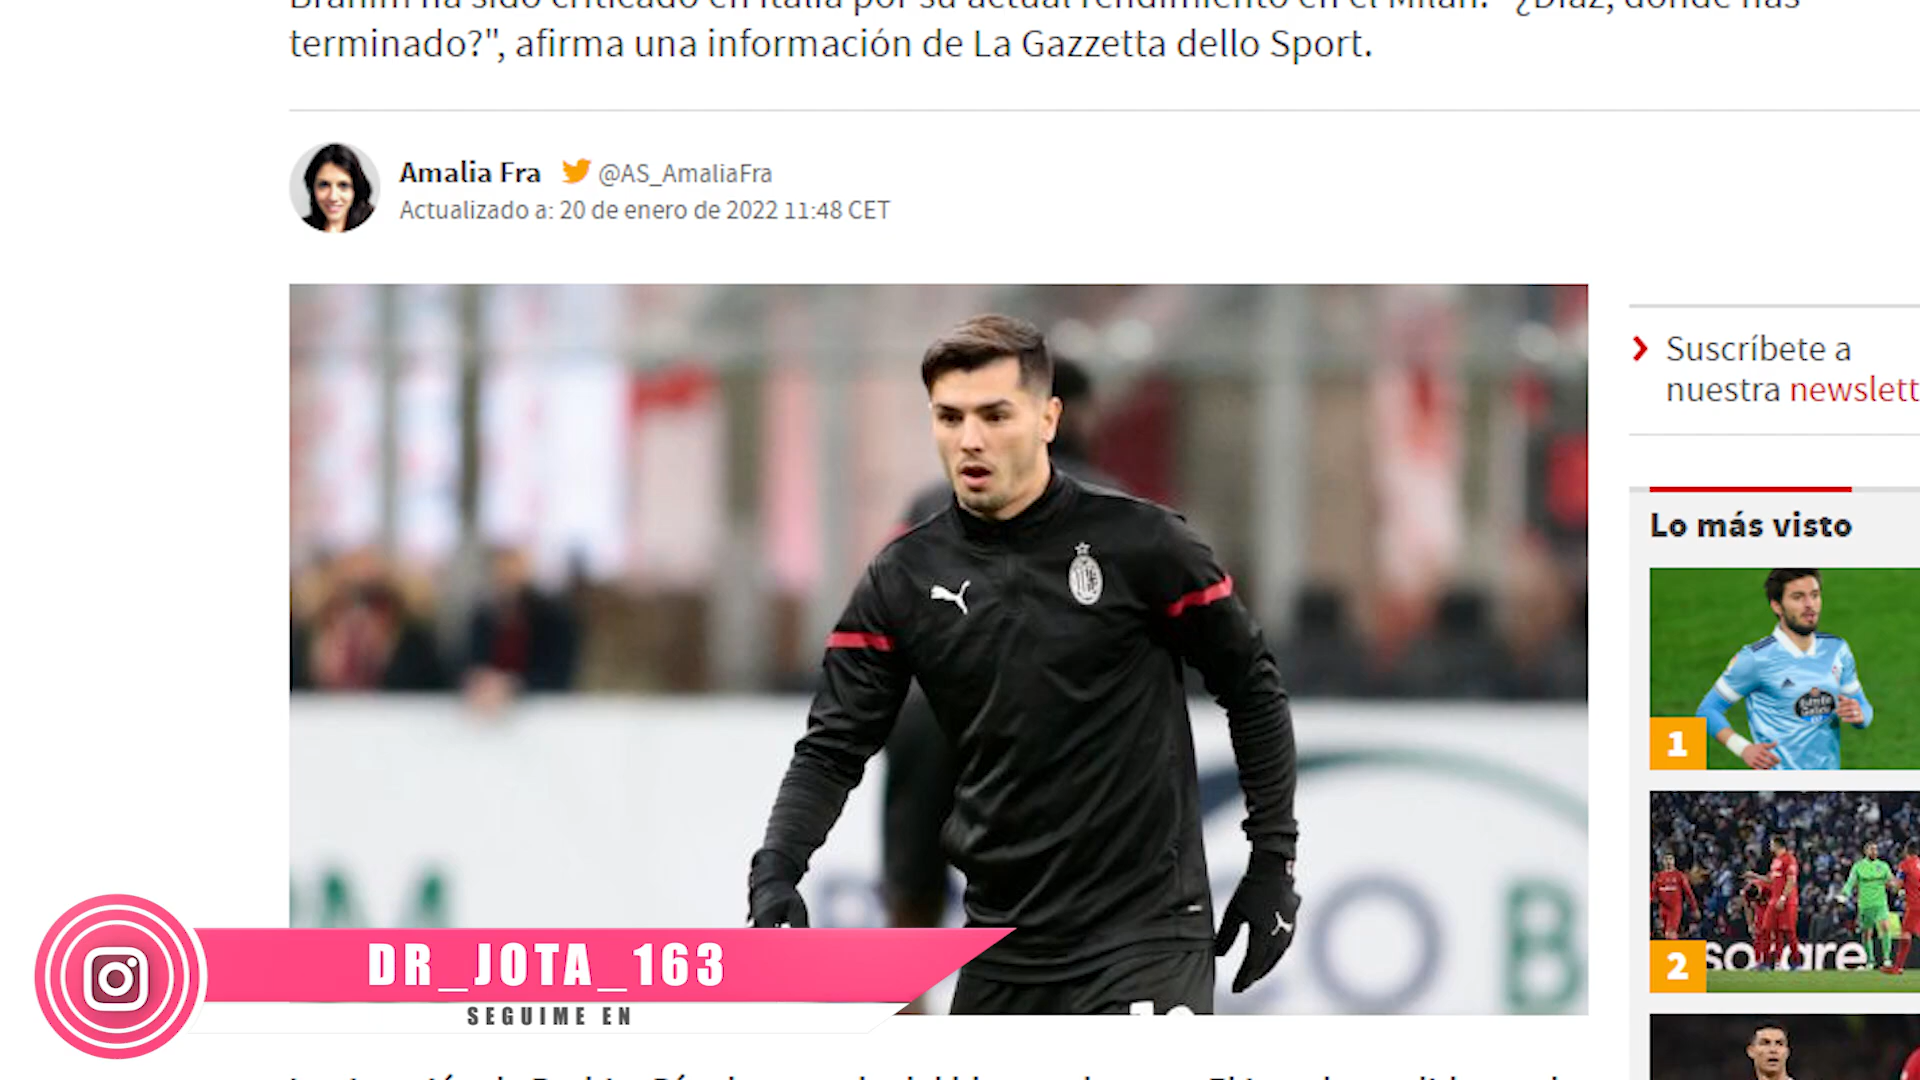 Brahim ha sido criticado en Italia por su actual rendimiento en el Milan. "¿Díaz, dónde has
terminado?", afirma una información de La Gazzetta dello Sport.
Amalia Fra @AS_AmaliaFra
Actualizado a: 20 de enero de 2022 11:48 CET
Suscríbete a
nuestra newslett
Lo más visto
1
2
DR_JOTA_163
SEGUIME EN